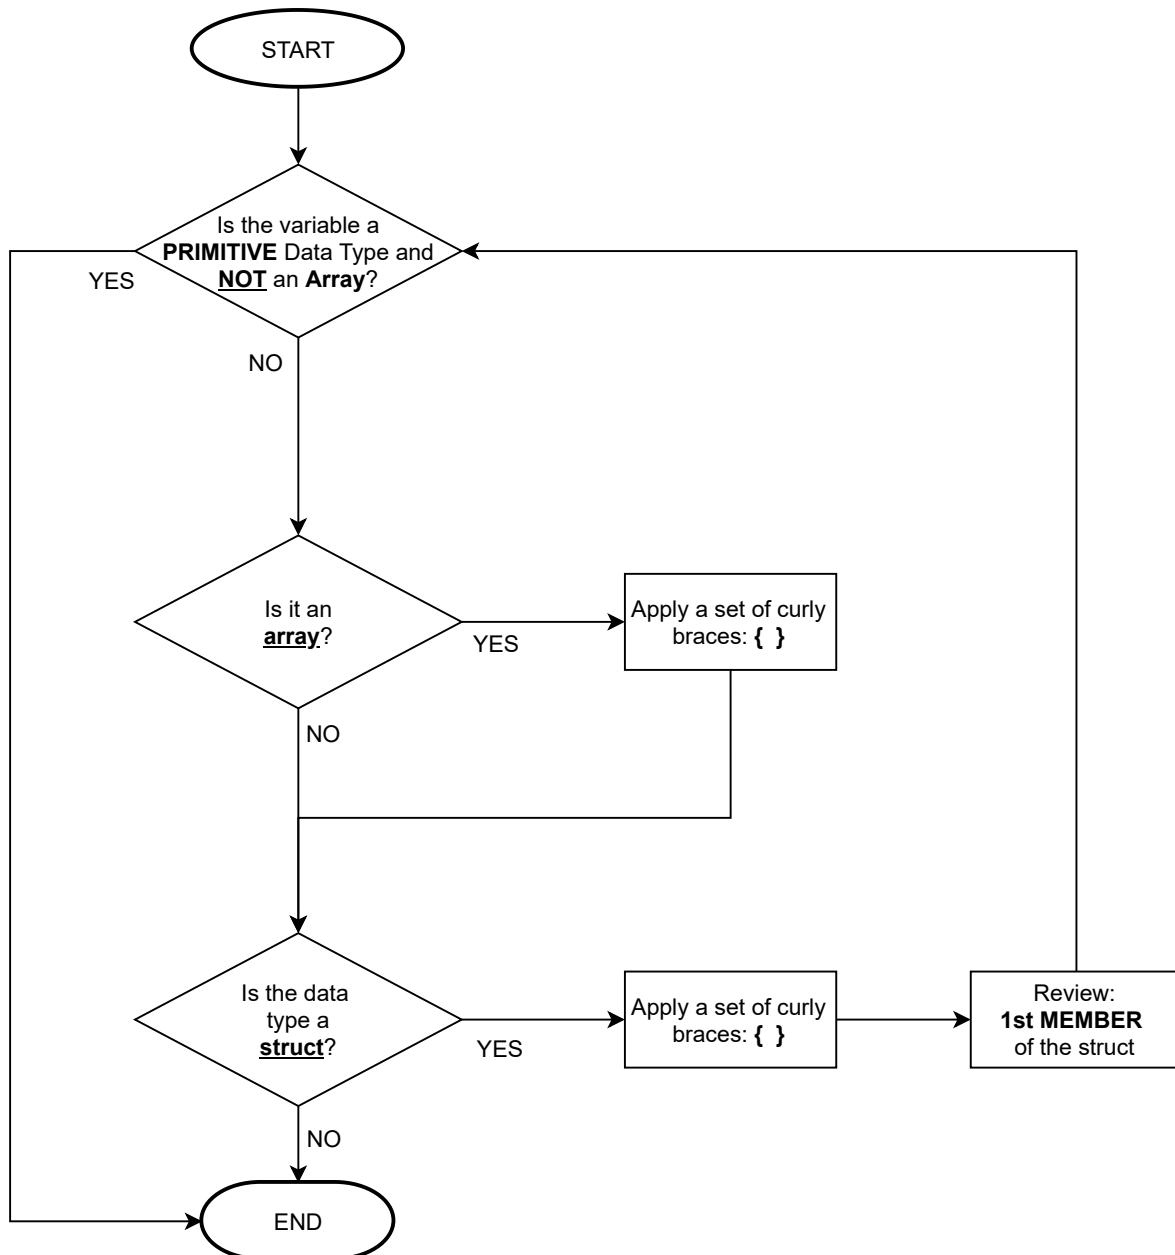 START
Is the variable a
PRIMITIVE Data Type and
NOT an Array?
YES
NO
Is it an
array?
YES
Apply a set of curly
braces: { }
NO
Is the data
type a
struct?
YES
Apply a set of curly
braces: { }
Review:
1st MEMBER
of the struct
NO
END